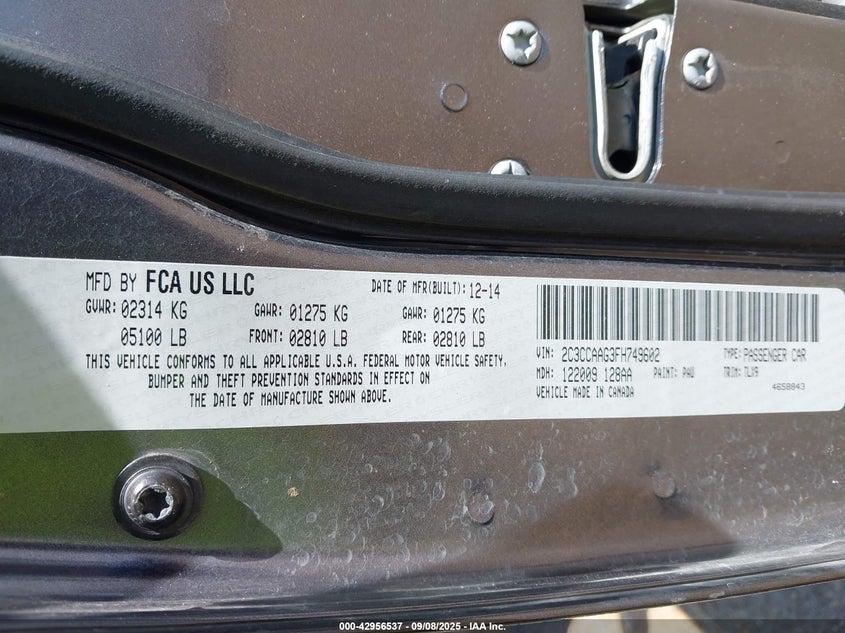 MFD BY FCA US LLC
DATE OF MFR(BUILT): 12-14
GVWR: 02314 KG
GAWR: 01275 KG
GAWR: 01275 KG
05100 LB
FRONT: 02810 LB
REAR: 02810 LB
THIS VEHICLE CONFORMS TO ALL APPLICABLE U.S.A. FEDERAL MOTOR VEHICLE SAFETY,
BUMPER AND THEFT PREVENTION STANDARDS IN EFFECT ON
THE DATE OF MANUFACTURE SHOWN ABOVE.
VIN: 2C3CCAAG3FH749602
TYPE: PASSENGER CAR
MDH: 122009 128AA
PAINT: PAU
TRIM: TLX9
VEHICLE MADE IN CANADA
4658843
000-42956537 - 09/08/2025 - IAA Inc.